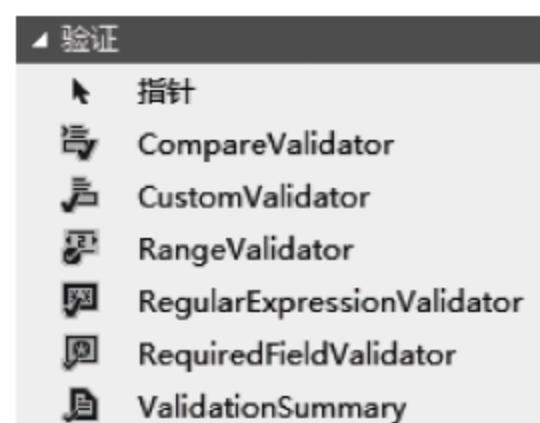 验证
指针
CompareValidator
CustomValidator
RangeValidator
RegularExpressionValidator
RequiredFieldValidator
ValidationSummary